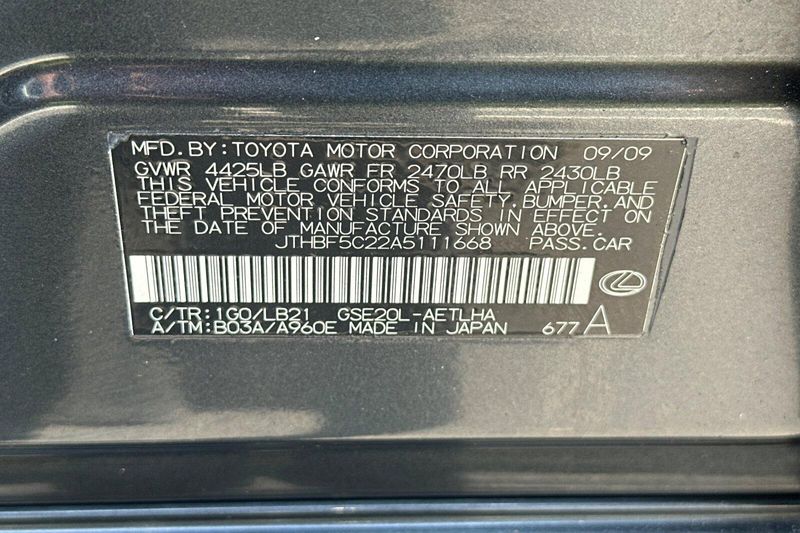 MFD.BY:TOYOTA MOTOR CORPORATION 09/09
GVWR 4425LB GAWR FR 2470LB RR 2430LB
THIS VEHICLE CONFORMS TO ALL APPLICABLE
FEDERAL MOTOR VEHICLE SAFETY,BUMPER,AND
THEFT PREVENTION STANDARDS IN EFFECT ON
THE DATE OF MANUFACTURE SHOWN ABOVE.
JTHBF5C22A5111668 PASS.CAR
C/TR:1G0/LB21 GSE20L-AETLHA
A/TM:B03A/A960E MADE IN JAPAN 677 A